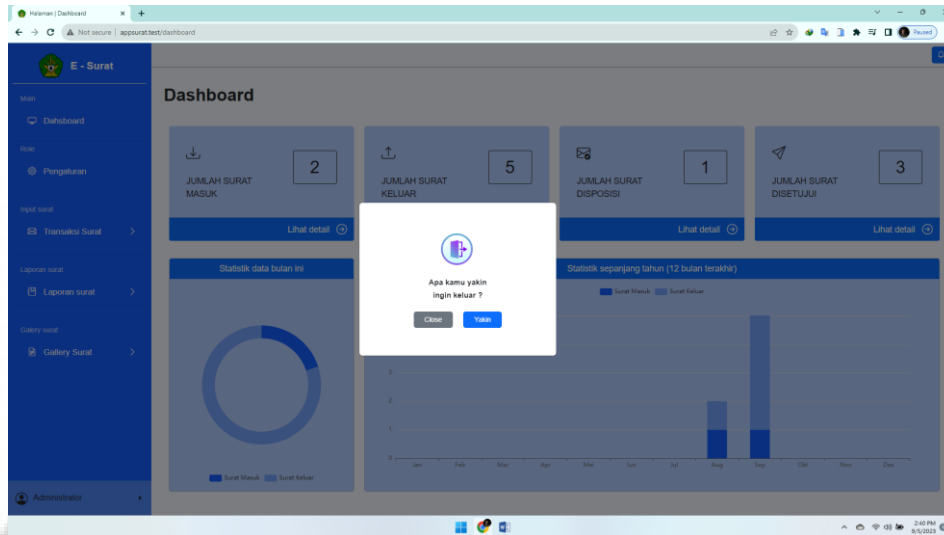 Halaman | Dashboard
Not secure | appsurat.test/dashboard
Paused
E - Surat
Main
Dahsboard
Role
Pengaturan
Input surat
Transaksi Surat
Laporan surat
Laporan surat
Galery surat
Gallery Surat
Administrator
Dashboard
2
JUMLAH SURAT
MASUK
Lihat detail
5
JUMLAH SURAT
KELUAR
1
JUMLAH SURAT
DISPOSISI
Lihat detail
3
JUMLAH SURAT
DISETUJUI
Lihat detail
Apa kamu yakin
ingin keluar ?
Close Yakin
Statistik data bulan ini
Surat Masuk Surat Keluar
Statistik sepanjang tahun (12 bulan terakhir)
Surat Masuk Surat Keluar
3
2
1
0
Jan Feb Mar Apr Mei Jun Jul Aug Sep Okt Nov Des
2:40 PM
9/5/2023